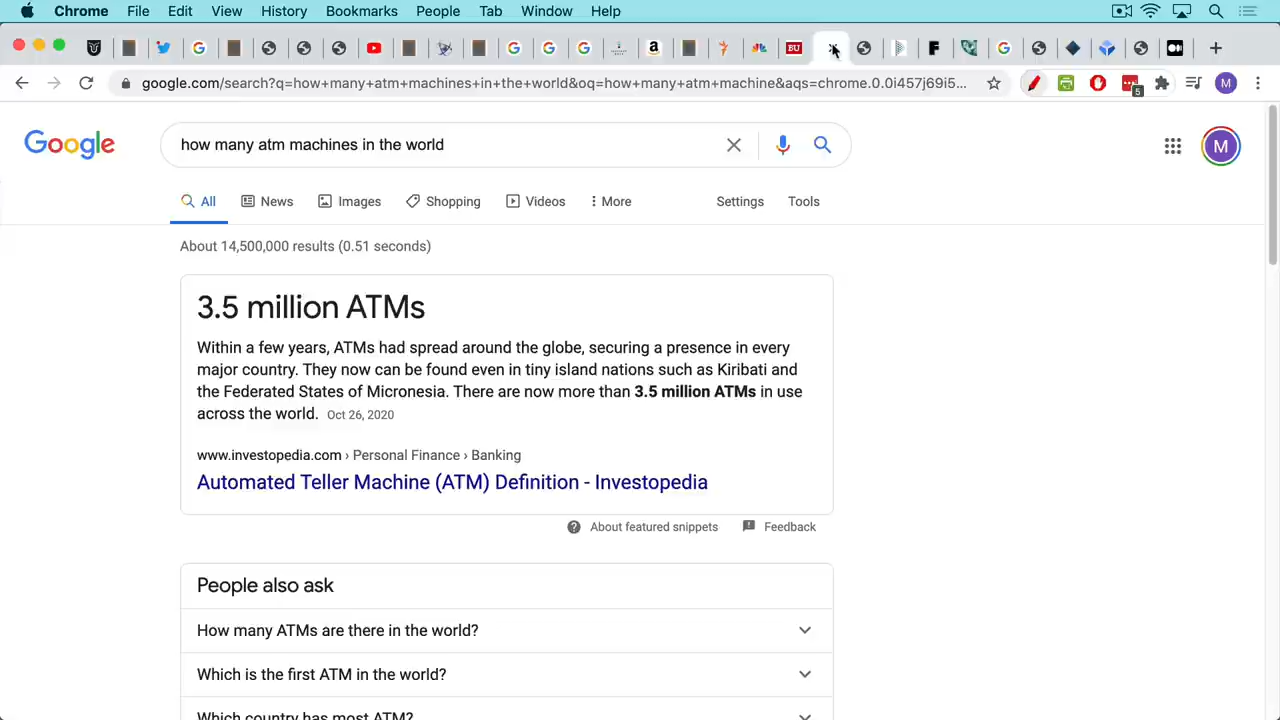 Chrome File Edit View History Bookmarks People Tab Window Help
google.com/search?q=how+many+atm+machines+in+the+world&oq=how+many+atm+machine&aqs=chrome.0.0i457j69i5...
5
M
Google
how many atm machines in the world
M
All News Images Shopping Videos More Settings Tools
About 14,500,000 results (0.51 seconds)
3.5 million ATMs
Within a few years, ATMs had spread around the globe, securing a presence in every
major country. They now can be found even in tiny island nations such as Kiribati and
the Federated States of Micronesia. There are now more than 3.5 million ATMs in use
across the world. Oct 26, 2020
www.investopedia.com › Personal Finance › Banking
Automated Teller Machine (ATM) Definition - Investopedia
About featured snippets Feedback
People also ask
How many ATMs are there in the world?
Which is the first ATM in the world?
Which country has most ATM?